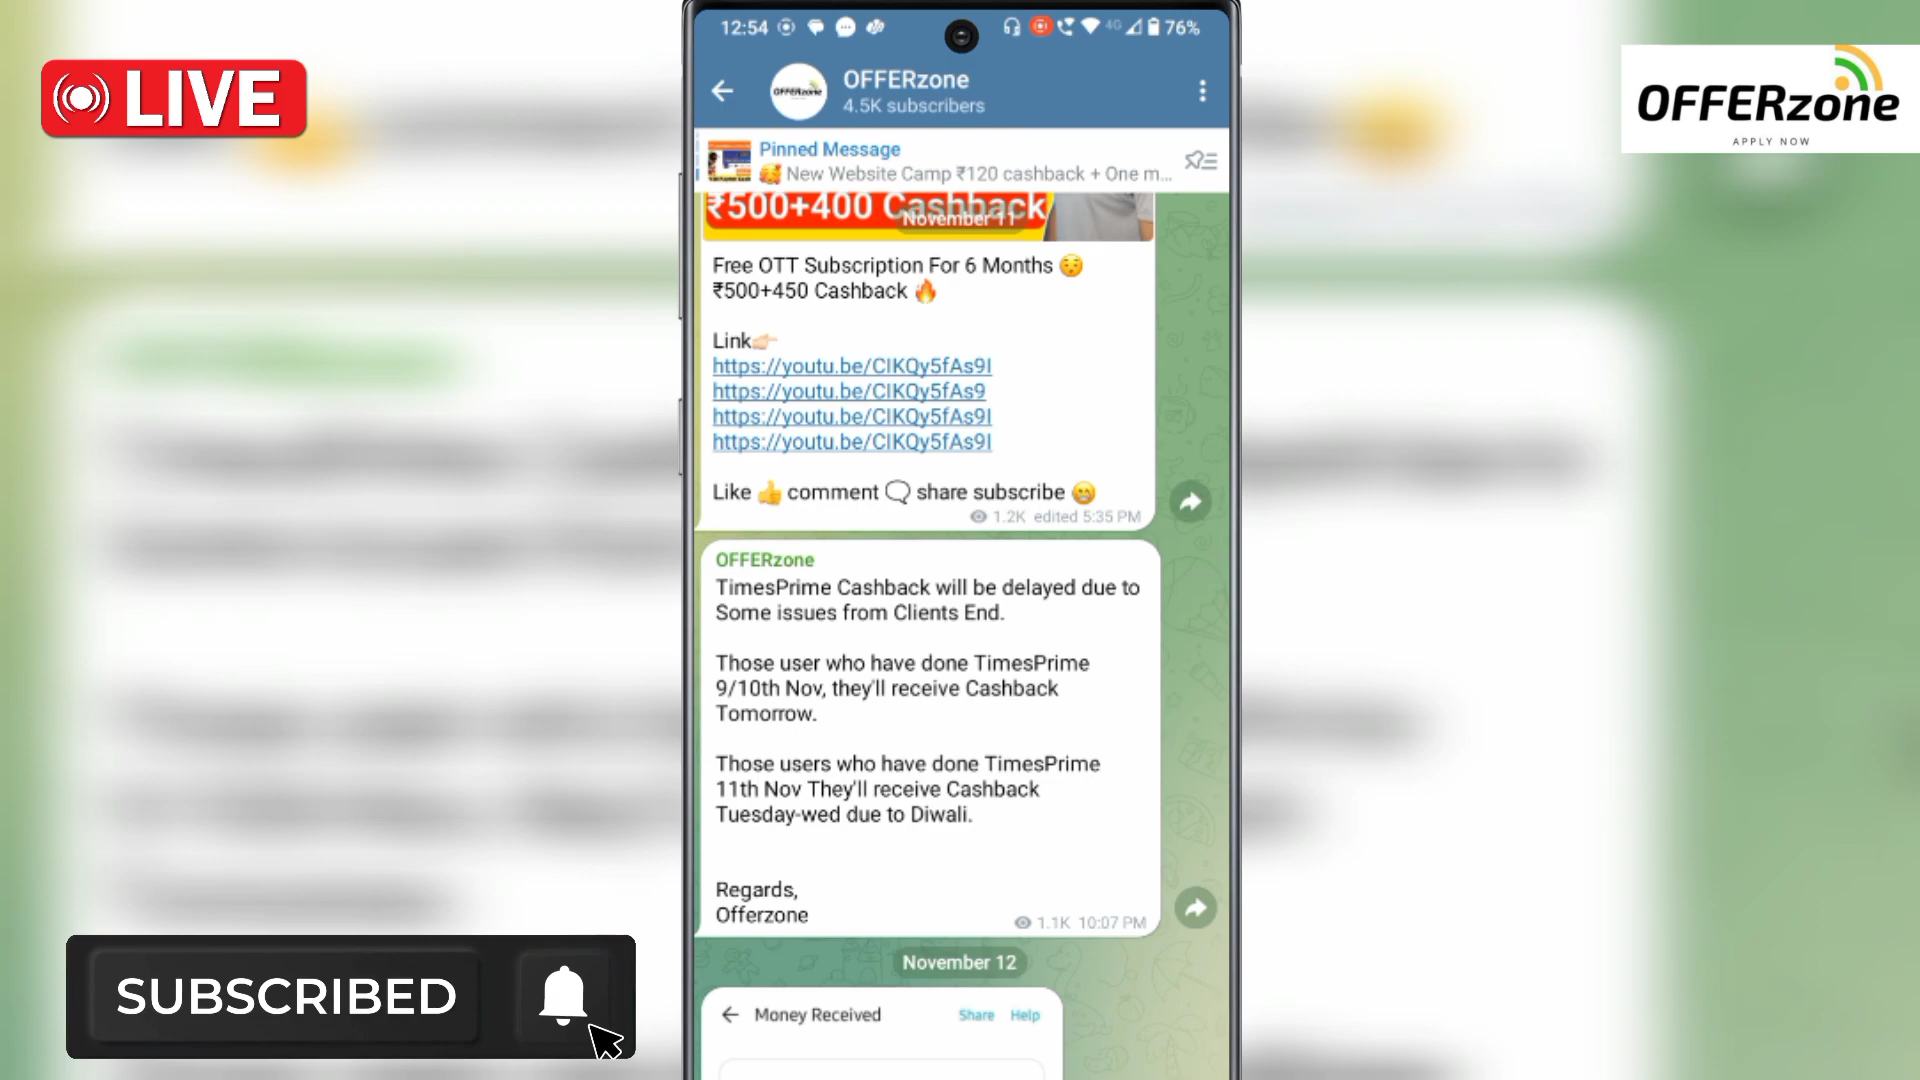 LIVE
OFFERzone
APPLY NOW
12:54
4G
76%
OFFERzone
OFFERzone
4.5K subscribers
Pinned Message
🥰 New Website Camp ₹120 cashback + One m...
₹500+400 Cashback
November 11
Free OTT Subscription For 6 Months 😌
₹500+450 Cashback 🔥
Link👉🏻
https://youtu.be/CIKQy5fAs9I
https://youtu.be/CIKQy5fAs9
https://youtu.be/CIKQy5fAs9I
https://youtu.be/CIKQy5fAs9I
Like 👍 comment 🗨 share subscribe 😁
1.2K edited 5:35 PM
OFFERzone
TimesPrime Cashback will be delayed due to
Some issues from Clients End.
Those user who have done TimesPrime
9/10th Nov, they'll receive Cashback
Tomorrow.
Those users who have done TimesPrime
11th Nov They'll receive Cashback
Tuesday-wed due to Diwali.
Regards,
Offerzone
1.1K 10:07 PM
November 12
Money Received
Share
Help
SUBSCRIBED